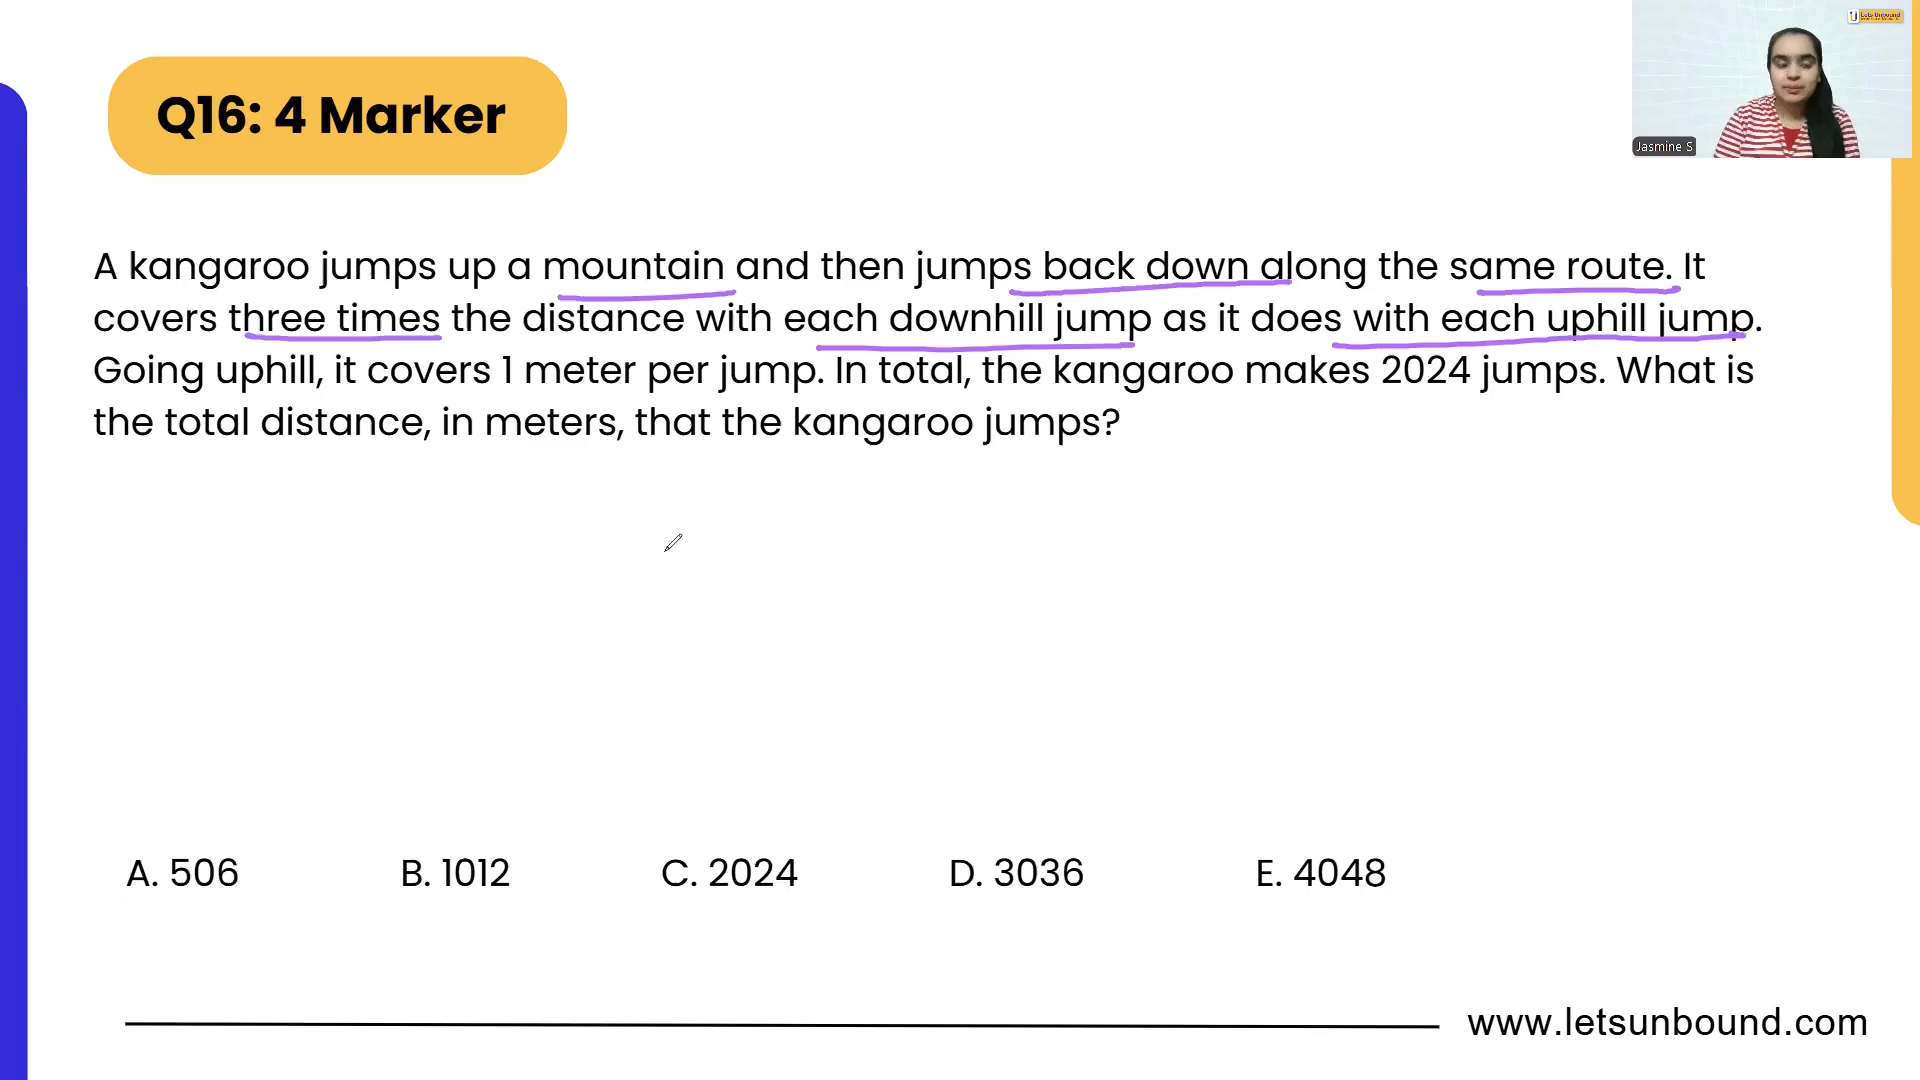 Lets Unbound
Jasmine S
Q16: 4 Marker
A kangaroo jumps up a mountain and then jumps back down along the same route. It
covers three times the distance with each downhill jump as it does with each uphill jump.
Going uphill, it covers 1 meter per jump. In total, the kangaroo makes 2024 jumps. What is
the total distance, in meters, that the kangaroo jumps?
A. 506 B. 1012 C. 2024 D. 3036 E. 4048
www.letsunbound.com